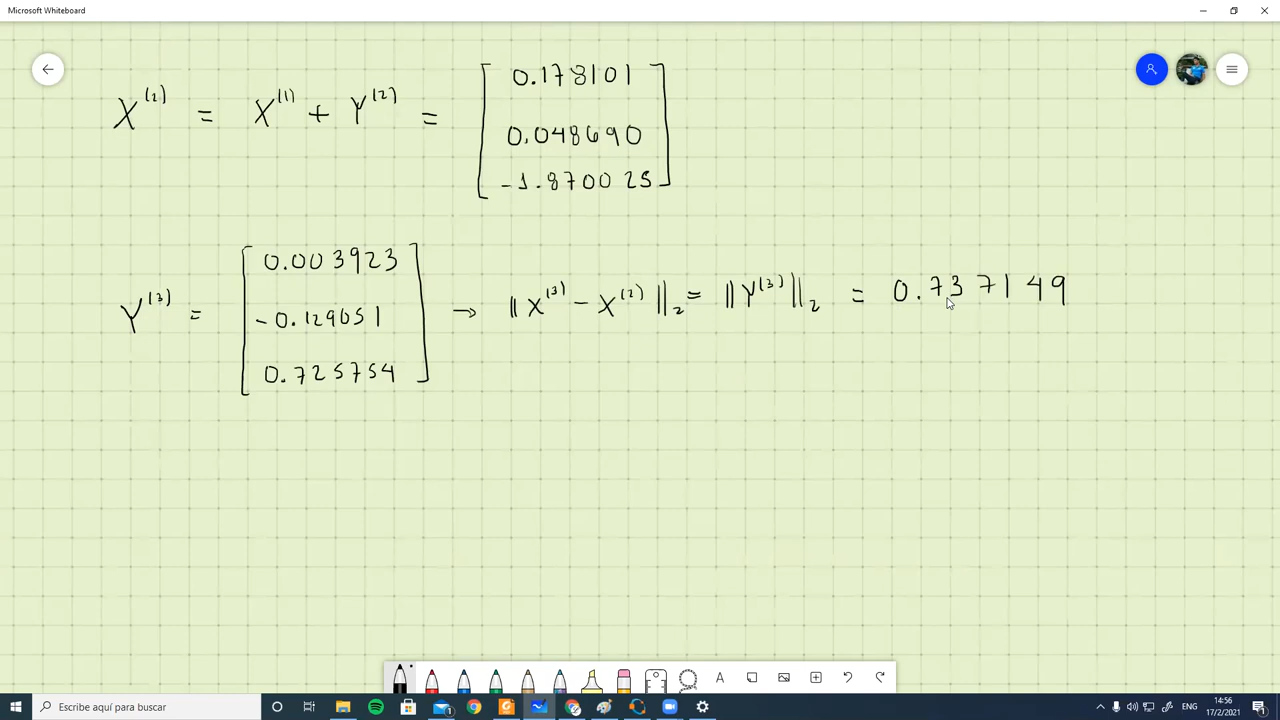 Microsoft Whiteboard
X^(2) = X^(1) + Y^(2) = [ 0.178101
0.048690
-1.870025 ]
Y^(3) = [ 0.003923
-0.129051
0.725754 ] → ||X^(3) - X^(2)||_2 = ||Y^(3)||_2 = 0.737149
A
Escribe aquí para buscar
ENG
14:56
17/2/2021